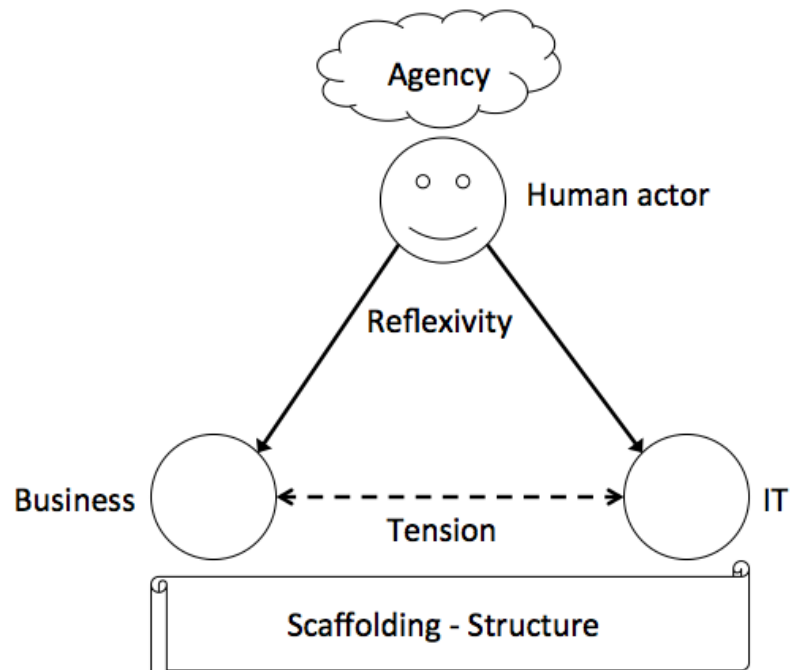 Agency
Human actor
Reflexivity
Business
IT
Tension
Scaffolding - Structure